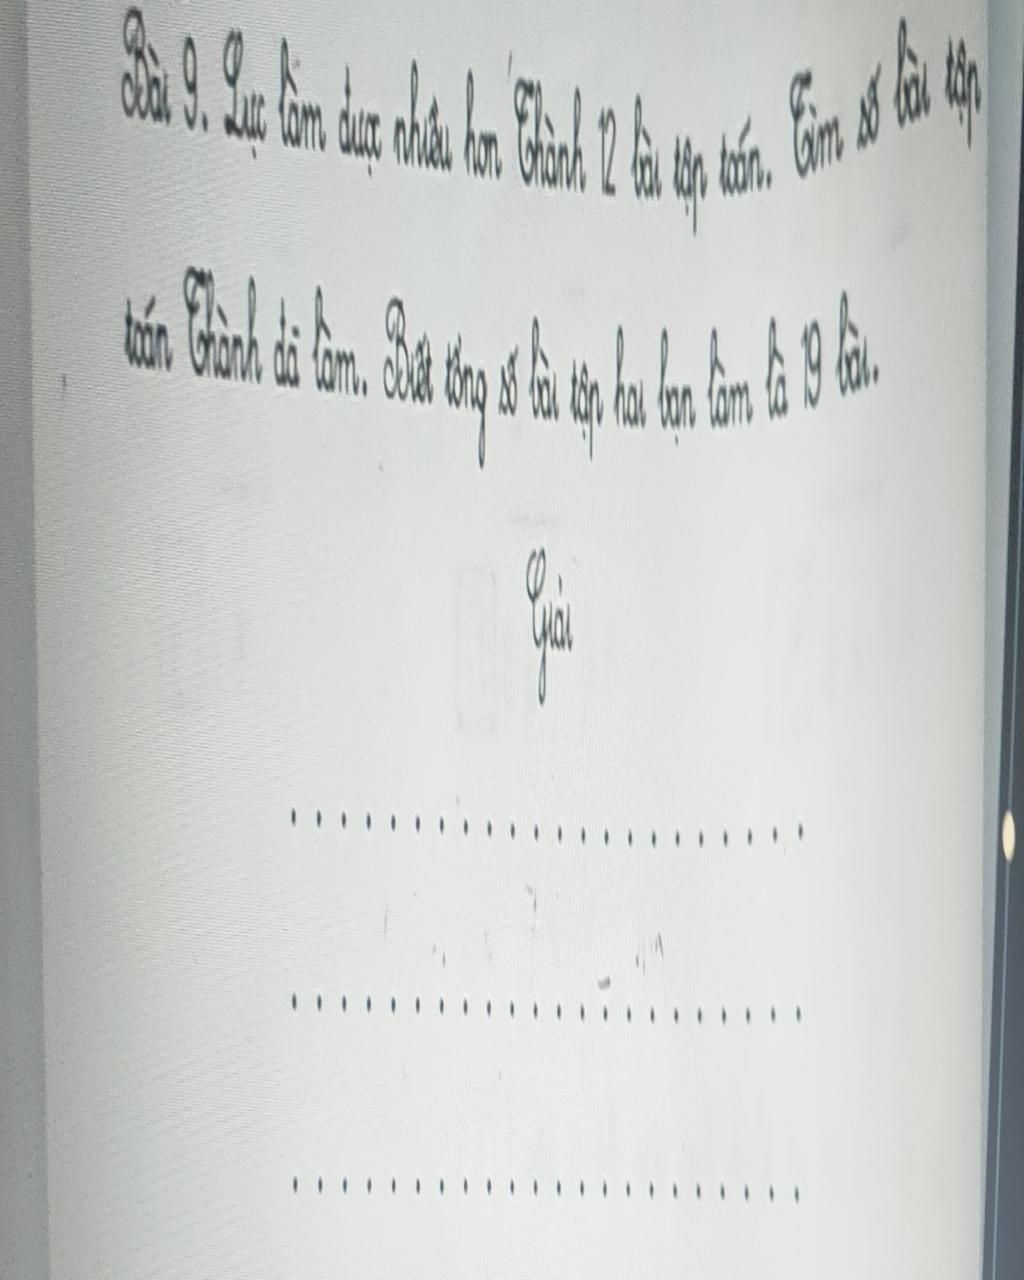 Bài 9. Lực làm được nhiều hơn Thành 12 bài tập toán. Tìm số bài tập
toán Thành đã làm. Biết tổng số bài tập hai bạn làm là 19 bài.
Giải
....................
....................
....................